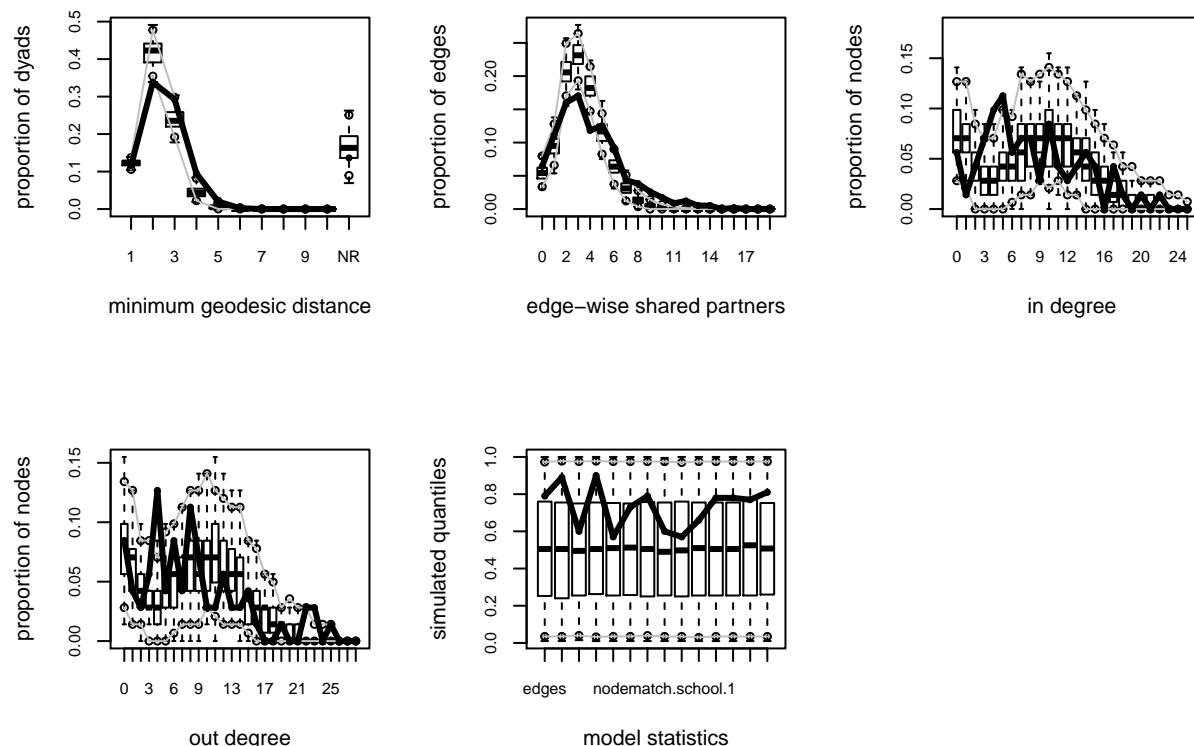 proportion of dyads
0.0 0.1 0.2 0.3 0.4 0.5
1 3 5 7 9 NR
minimum geodesic distance
proportion of edges
0.00 0.10 0.20
0 2 4 6 8 11 14 17
edge−wise shared partners
proportion of nodes
0.00 0.05 0.10 0.15
0 3 6 9 12 16 20 24
in degree
proportion of nodes
0.00 0.05 0.10 0.15
0 3 6 9 13 17 21 25
out degree
simulated quantiles
0.0 0.2 0.4 0.6 0.8 1.0
edges nodematch.school.1
model statistics